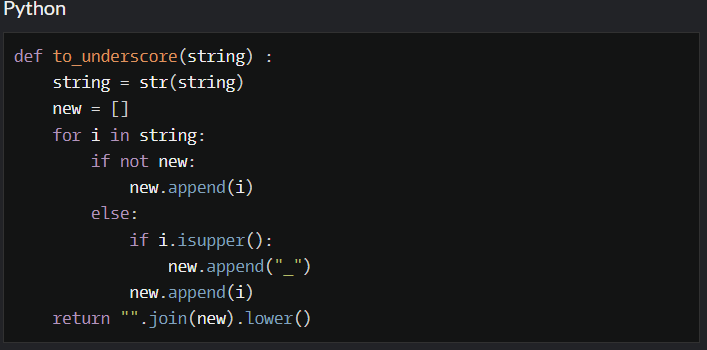 Python
def to_underscore(string) :
    string = str(string)
    new = []
    for i in string:
        if not new:
            new.append(i)
        else:
            if i.isupper():
                new.append("_")
            new.append(i)
    return "".join(new).lower()